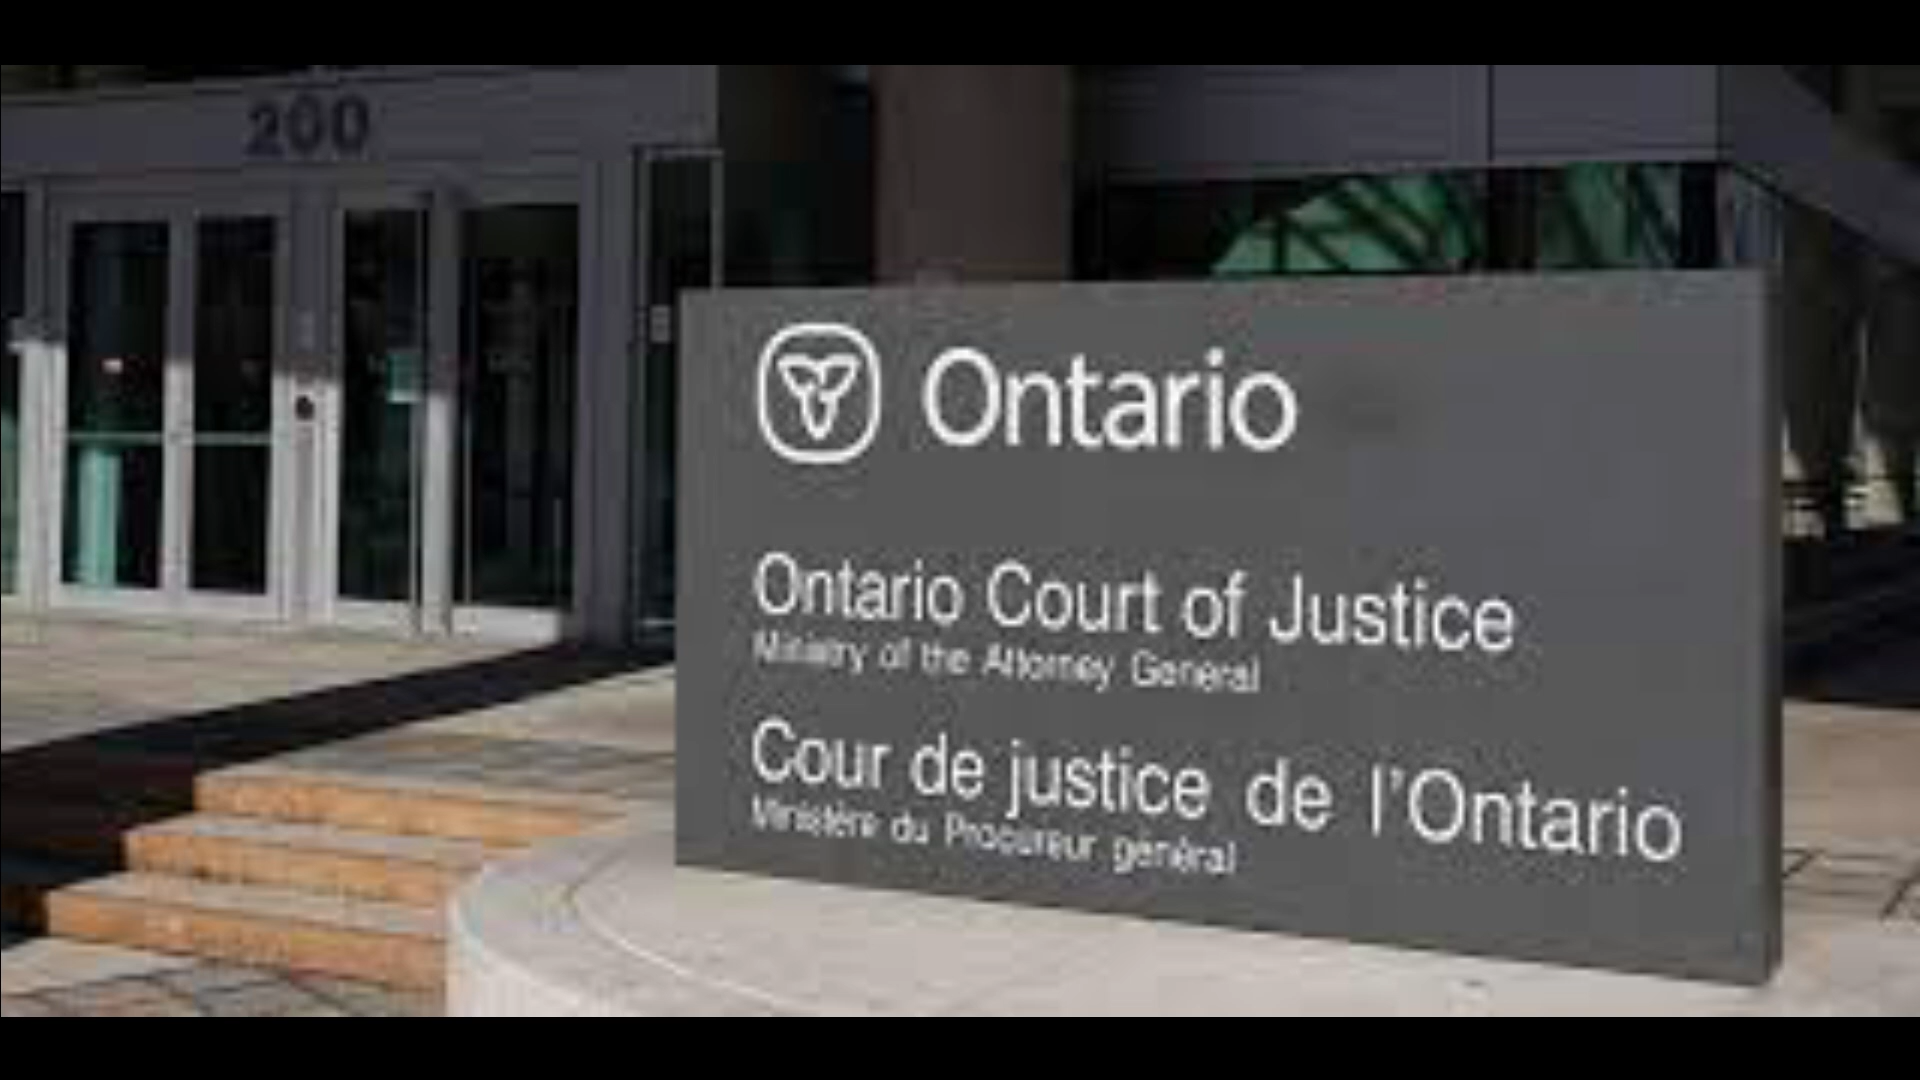 200
Ontario
Ontario Court of Justice
Ministry of the Attorney General
Cour de justice de l'Ontario
Ministère du Procureur général